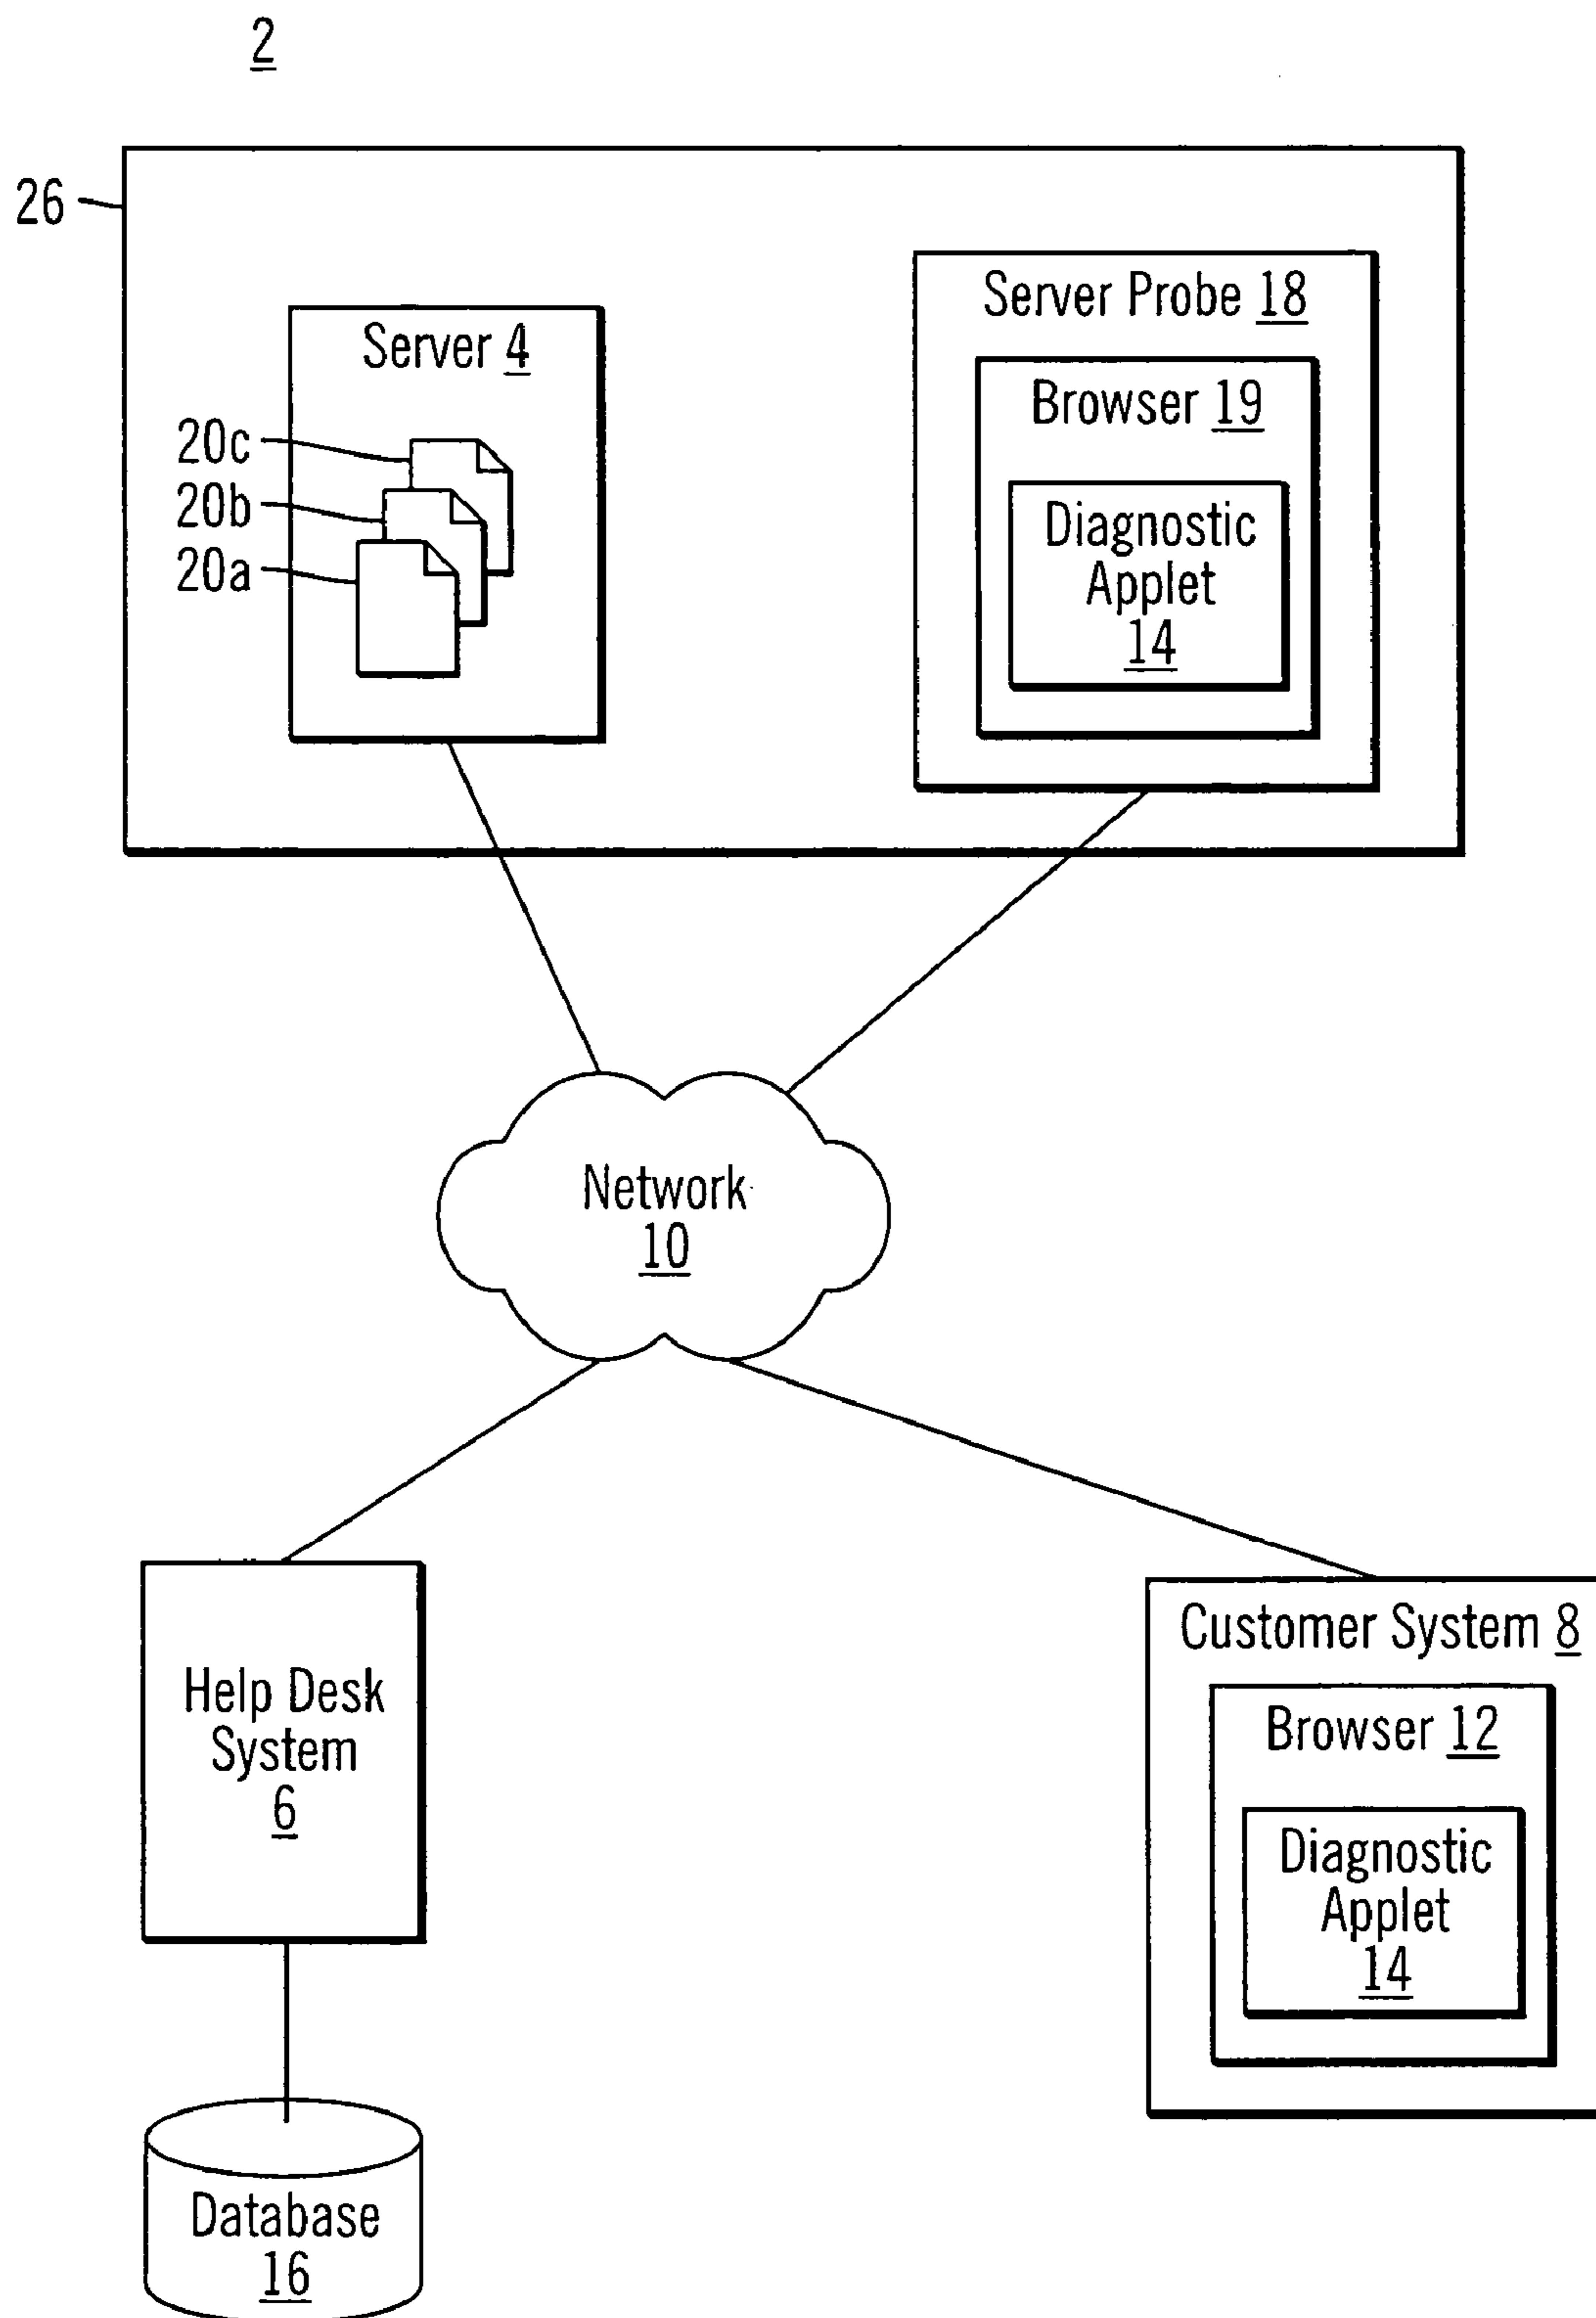 2
26
Server Probe 18
Server 4
Browser 19
20c
20b
20a
Diagnostic
Applet
14
Network
10
Customer System 8
Help Desk
System
6
Browser 12
Diagnostic
Applet
14
Database
16